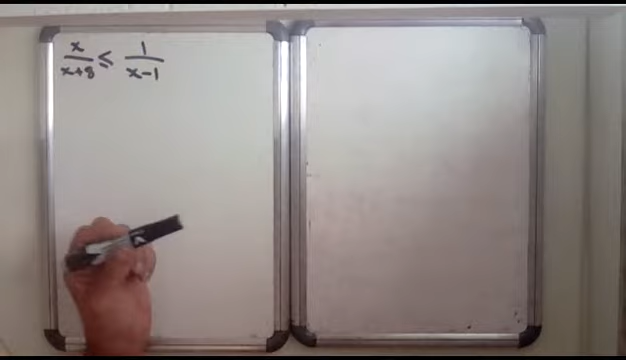 x/(x+8) ≤ 1/(x-1)